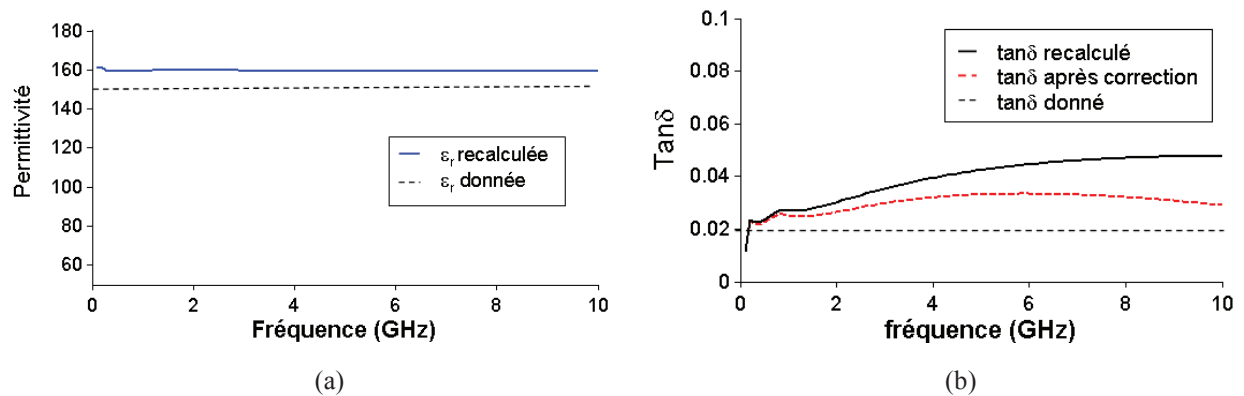 180
160
140
120
100
80
60
Permittivité
εr recalculée
εr donnée
0
2
4
6
8
10
Fréquence (GHz)
(a)
0.1
0.08
0.06
0.04
0.02
0
Tanδ
tanδ recalculé
tanδ après correction
tanδ donné
0
2
4
6
8
10
fréquence (GHz)
(b)